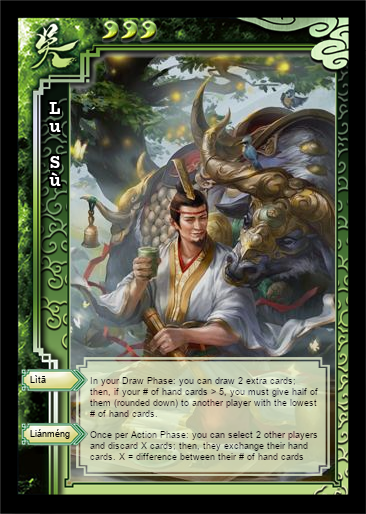 吴
Lu Sù
Lìtā
In your Draw Phase: you can draw 2 extra cards;
then, if your # of hand cards > 5, you must give half of
them (rounded down) to another player with the lowest
# of hand cards.
Liánméng
Once per Action Phase: you can select 2 other players
and discard X cards: then, they exchange their hand
cards. X = difference between their # of hand cards